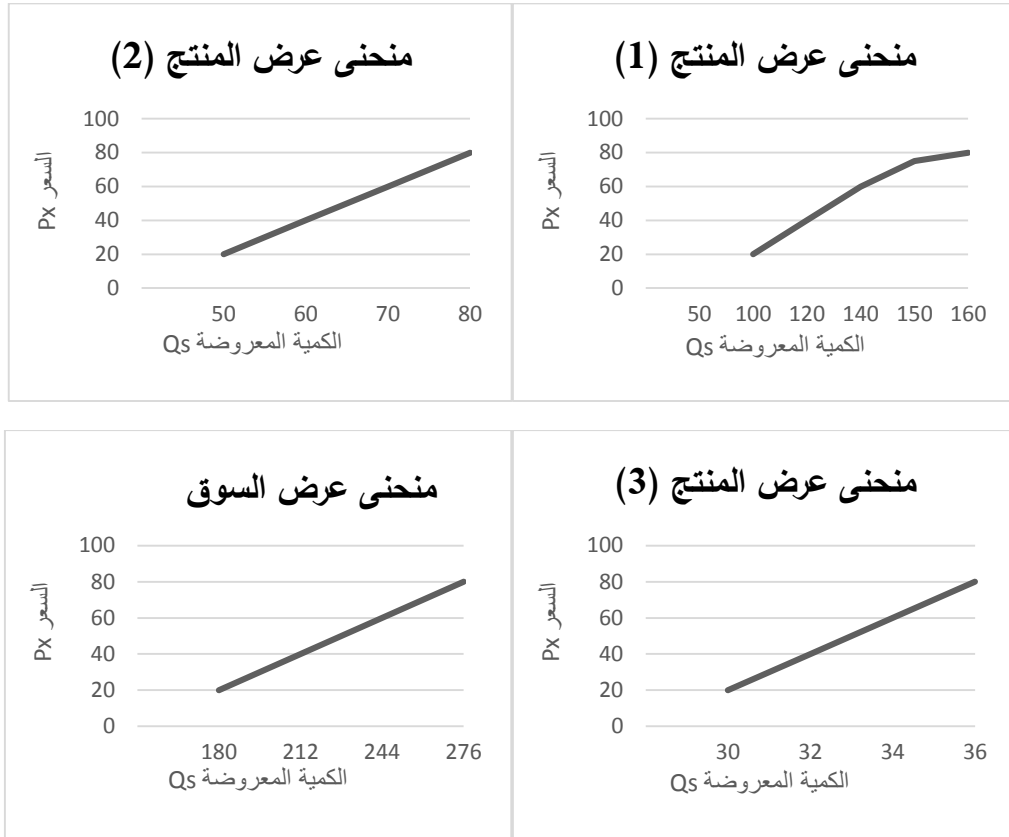 منحنى عرض المنتج (1)
100
80
60
40
20
0
السعر Px
50 100 120 140 150 160
الكمية المعروضة Qs
منحنى عرض المنتج (2)
100
80
60
40
20
0
السعر Px
50 60 70 80
الكمية المعروضة Qs
منحنى عرض المنتج (3)
100
80
60
40
20
0
السعر Px
30 32 34 36
الكمية المعروضة Qs
منحنى عرض السوق
100
80
60
40
20
0
السعر Px
180 212 244 276
الكمية المعروضة Qs